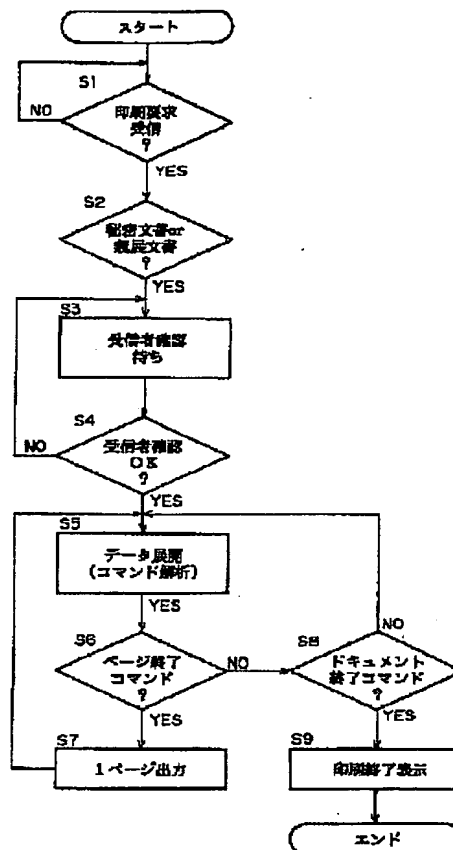 スタート
S1
印刷要求
受信
?
NO
YES
S2
秘密文書or
親展文書
?
YES
S3
受信者確認
待ち
S4
受信者確認
OK
?
NO
YES
S5
データ展開
(コマンド解析)
YES
S6
ページ終了
コマンド
?
NO
YES
S7
1ページ出力
S8
ドキュメント
終了コマンド
?
NO
YES
S9
印刷終了表示
エンド